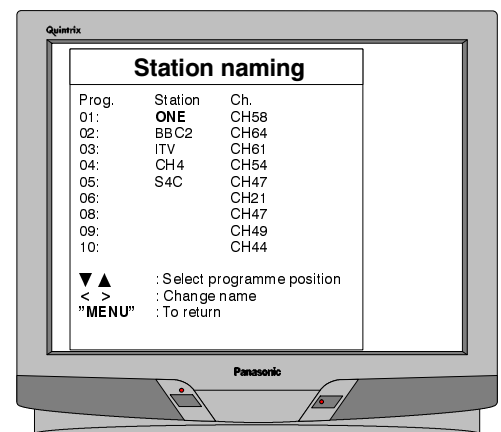 Quintrix
Station naming
Prog. Station Ch.
01: ONE CH58
02: BBC2 CH64
03: ITV CH61
04: CH4 CH54
05: S4C CH47
06: CH21
08: CH47
09: CH49
10: CH44
▼ ▲ : Select programme position
< > : Change name
”MENU” : To return
Panasonic